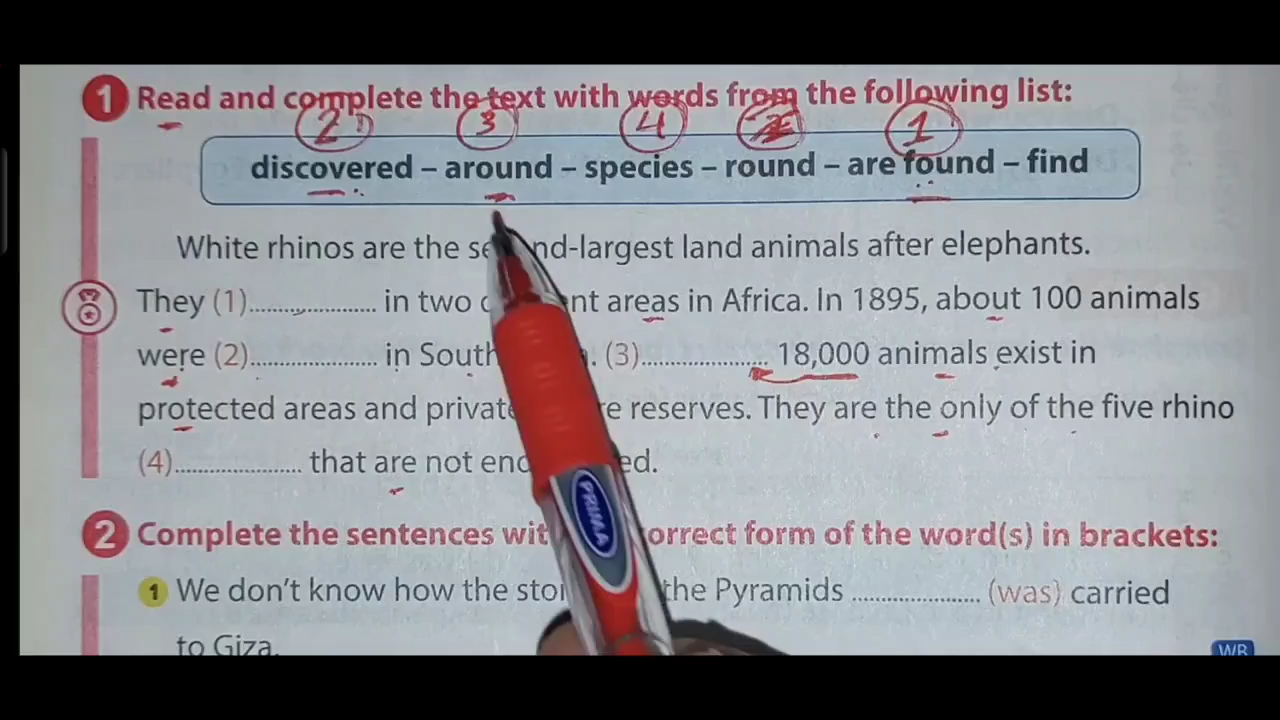 1 Read and complete the text with words from the following list:
2 3 4 1
discovered – around – species – round – are found – find
White rhinos are the se nd-largest land animals after elephants.
They (1)................ in two nt areas in Africa. In 1895, about 100 animals
were (2)................ in South (3)................ 18,000 animals exist in
protected areas and private re reserves. They are the only of the five rhino
(4)................ that are not en ed.
PRIMA
2 Complete the sentences wit orrect form of the word(s) in brackets:
1 We don't know how the sto the Pyramids ................ (was) carried
to Giza.
WB